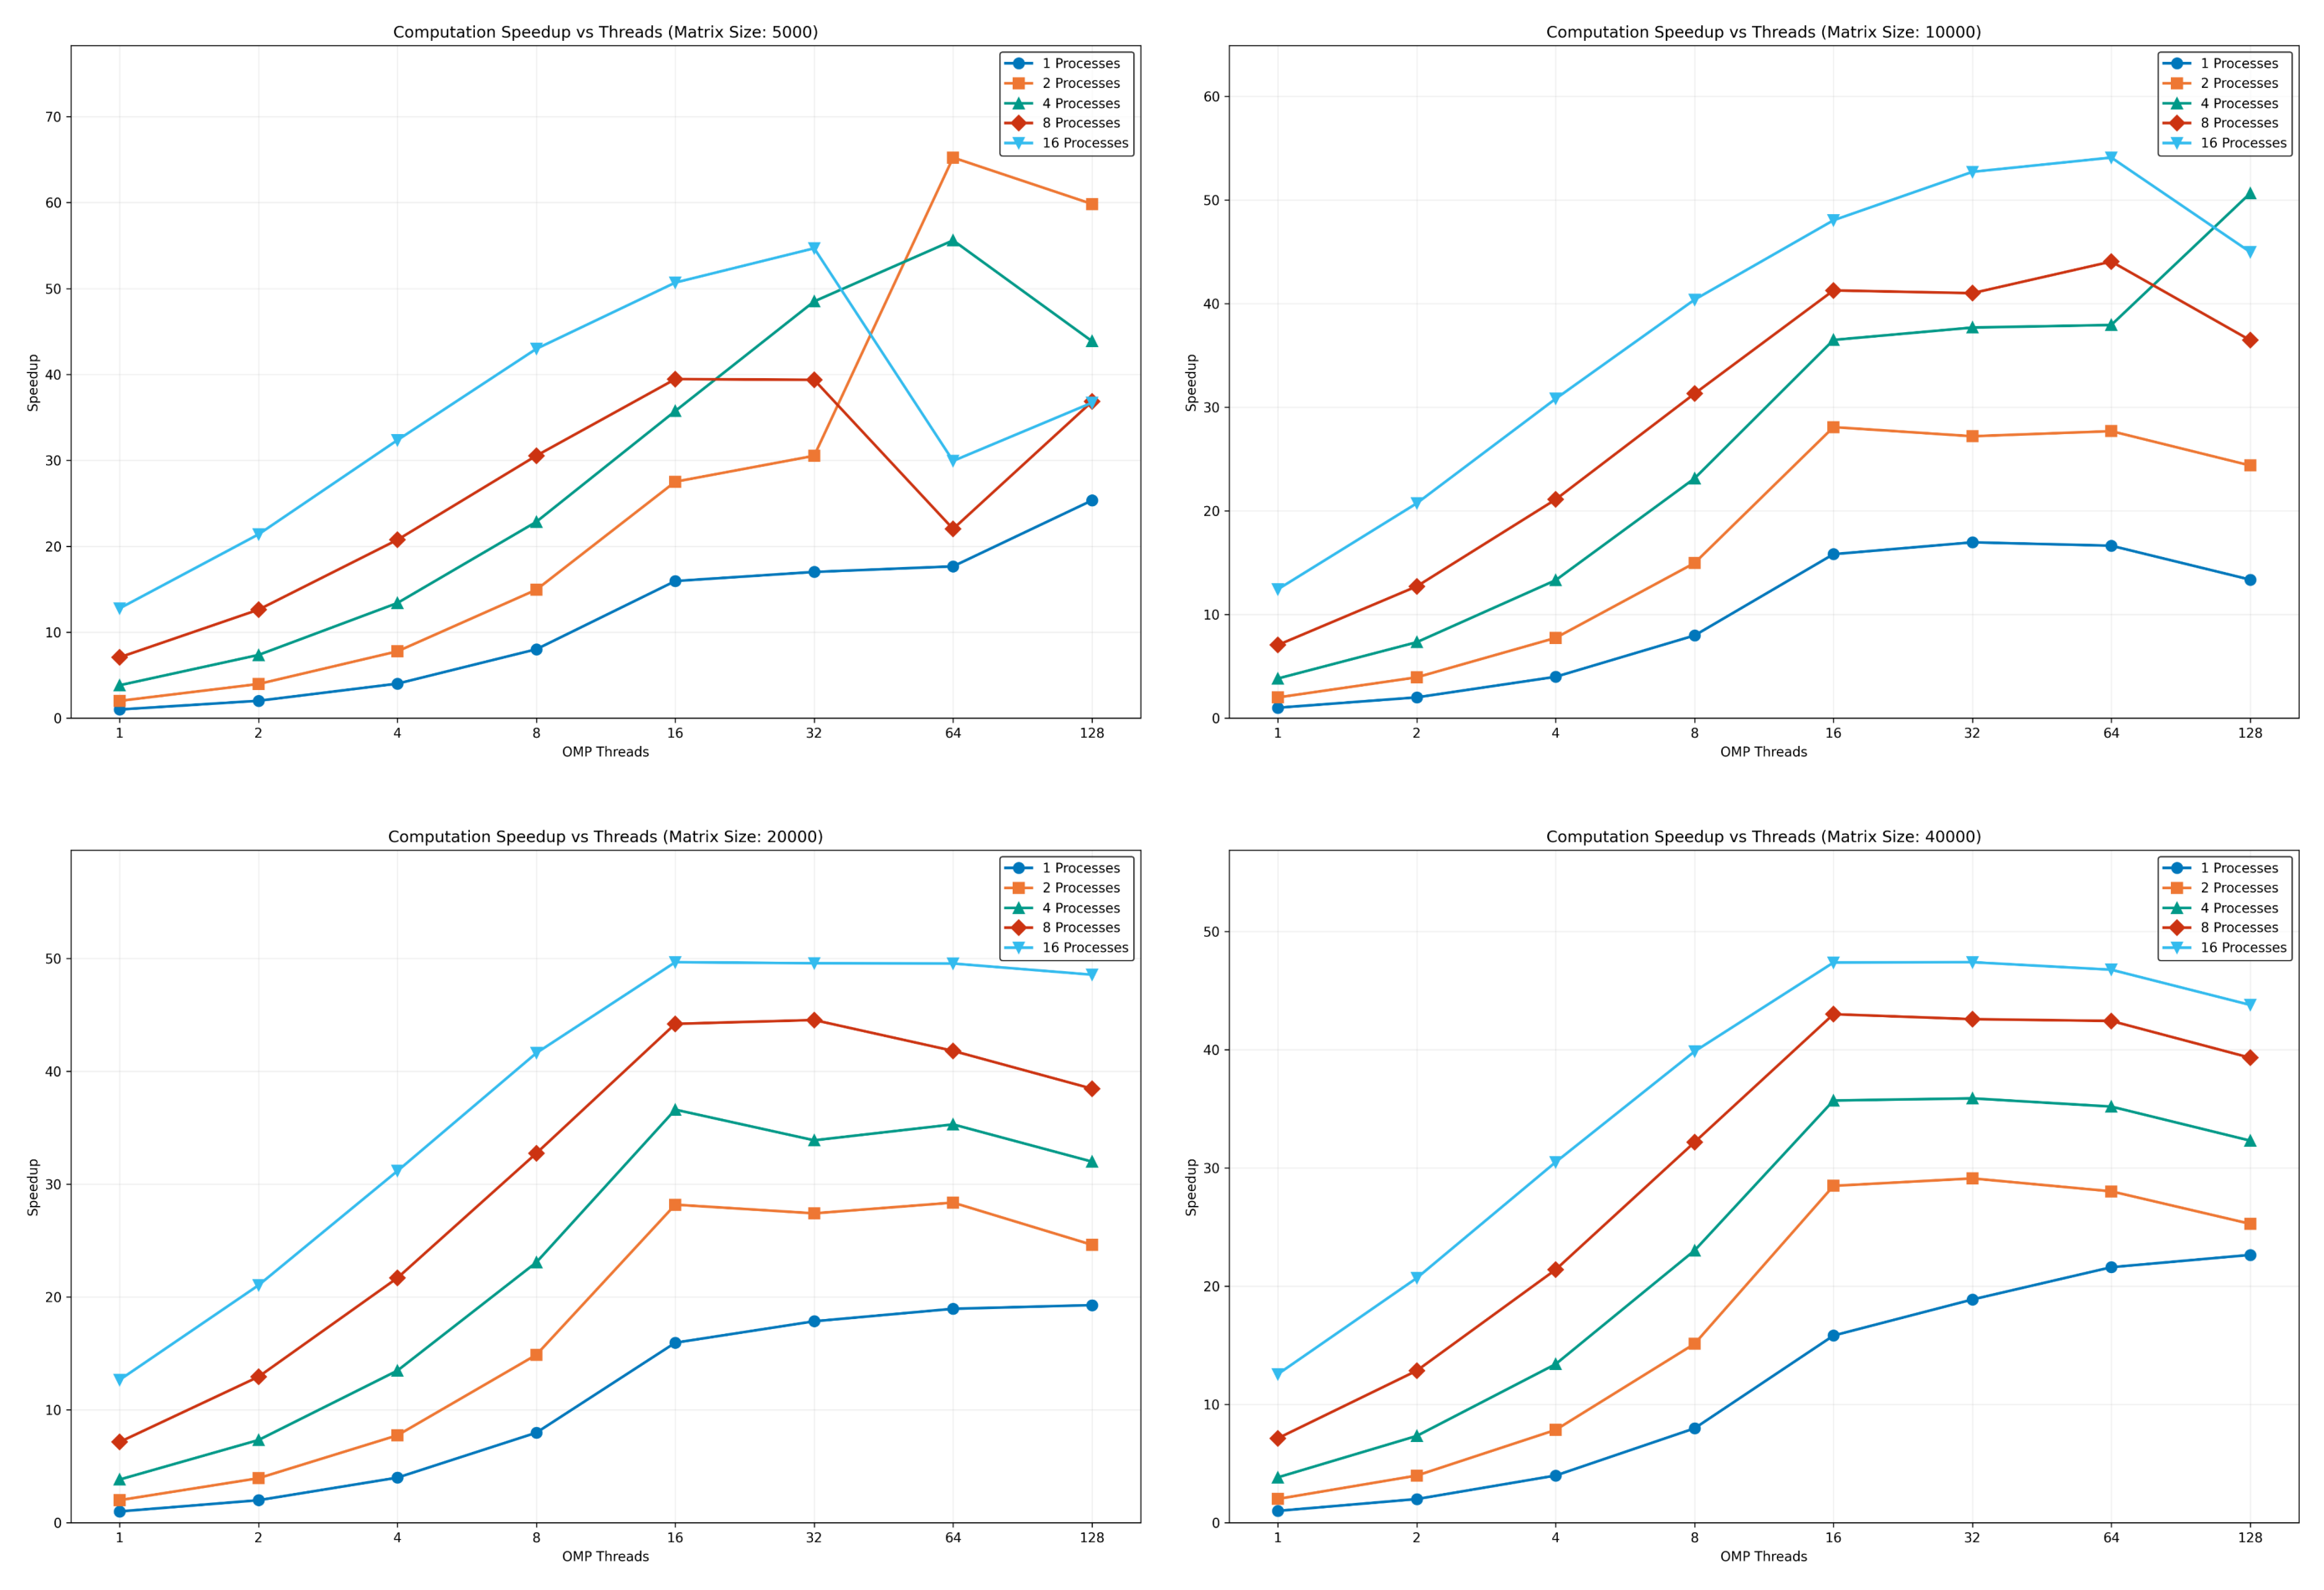 Computation Speedup vs Threads (Matrix Size: 5000)
Speedup
70
60
50
40
30
20
10
0
1 2 4 8 16 32 64 128
OMP Threads
1 Processes
2 Processes
4 Processes
8 Processes
16 Processes
Computation Speedup vs Threads (Matrix Size: 10000)
Speedup
60
50
40
30
20
10
0
1 2 4 8 16 32 64 128
OMP Threads
1 Processes
2 Processes
4 Processes
8 Processes
16 Processes
Computation Speedup vs Threads (Matrix Size: 20000)
Speedup
50
40
30
20
10
0
1 2 4 8 16 32 64 128
OMP Threads
1 Processes
2 Processes
4 Processes
8 Processes
16 Processes
Computation Speedup vs Threads (Matrix Size: 40000)
Speedup
50
40
30
20
10
0
1 2 4 8 16 32 64 128
OMP Threads
1 Processes
2 Processes
4 Processes
8 Processes
16 Processes